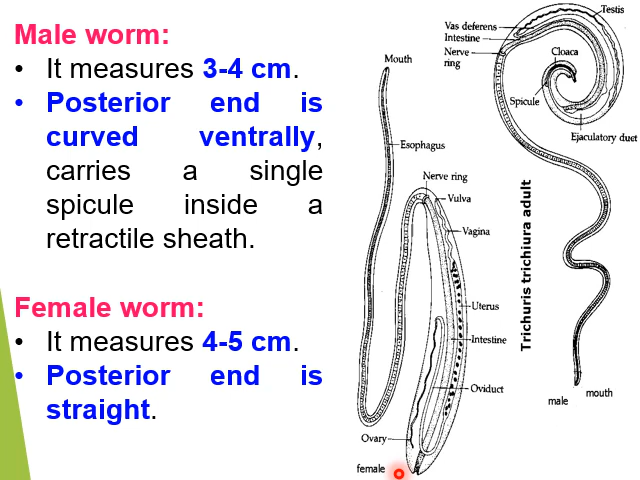 Male worm:
• It measures 3-4 cm.
• Posterior end is
curved ventrally,
carries a single
spicule inside a
retractile sheath.
Female worm:
• It measures 4-5 cm.
• Posterior end is
straight.
Mouth
Esophagus
Nerve ring
Vulva
Vagina
Uterus
Intestine
Oviduct
Ovary
female
Trichuris trichiura adult
Testis
Vas deferens
Intestine
Nerve
ring
Cloaca
Spicule
Ejaculatory duct
male
mouth